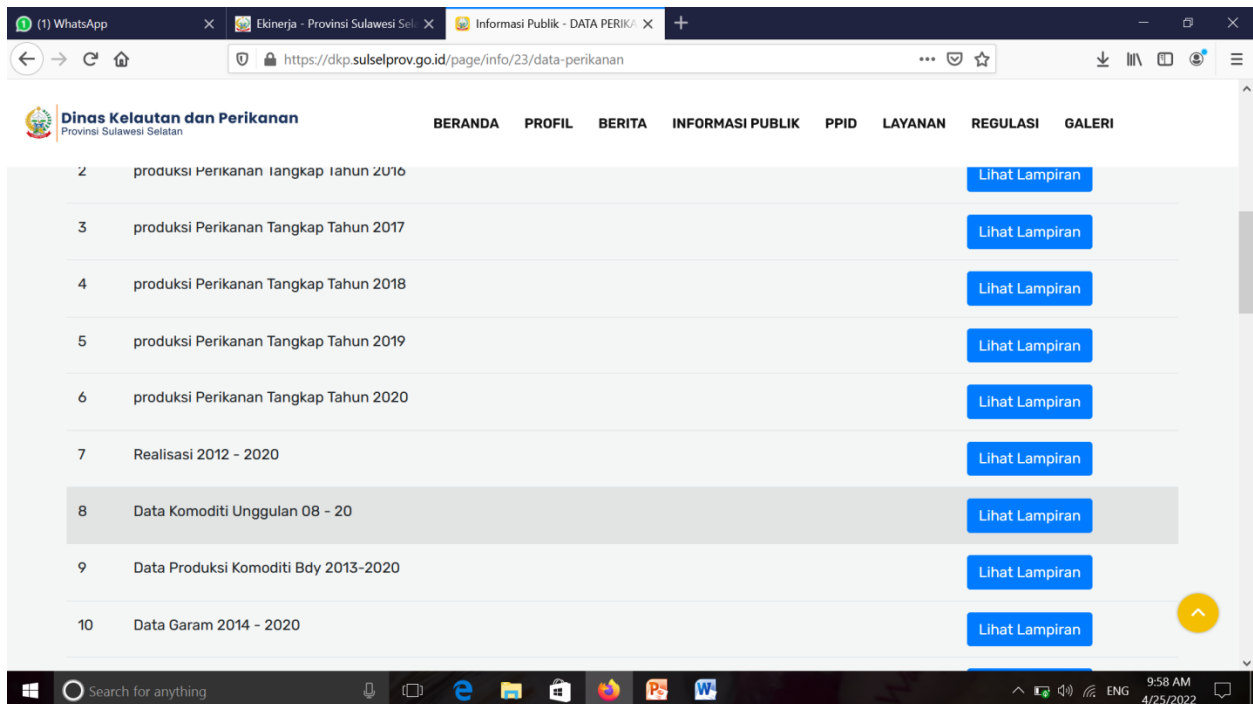 (1) WhatsApp
Ekinerja - Provinsi Sulawesi Sel
Informasi Publik - DATA PERIKA
https://dkp.sulselprov.go.id/page/info/23/data-perikanan
Dinas Kelautan dan Perikanan
Provinsi Sulawesi Selatan
BERANDA PROFIL BERITA INFORMASI PUBLIK PPID LAYANAN REGULASI GALERI
2 produksi Perikanan Tangkap Tahun 2016 Lihat Lampiran
3 produksi Perikanan Tangkap Tahun 2017 Lihat Lampiran
4 produksi Perikanan Tangkap Tahun 2018 Lihat Lampiran
5 produksi Perikanan Tangkap Tahun 2019 Lihat Lampiran
6 produksi Perikanan Tangkap Tahun 2020 Lihat Lampiran
7 Realisasi 2012 - 2020 Lihat Lampiran
8 Data Komoditi Unggulan 08 - 20 Lihat Lampiran
9 Data Produksi Komoditi Bdy 2013-2020 Lihat Lampiran
10 Data Garam 2014 - 2020 Lihat Lampiran
Search for anything
ENG
9:58 AM
4/25/2022